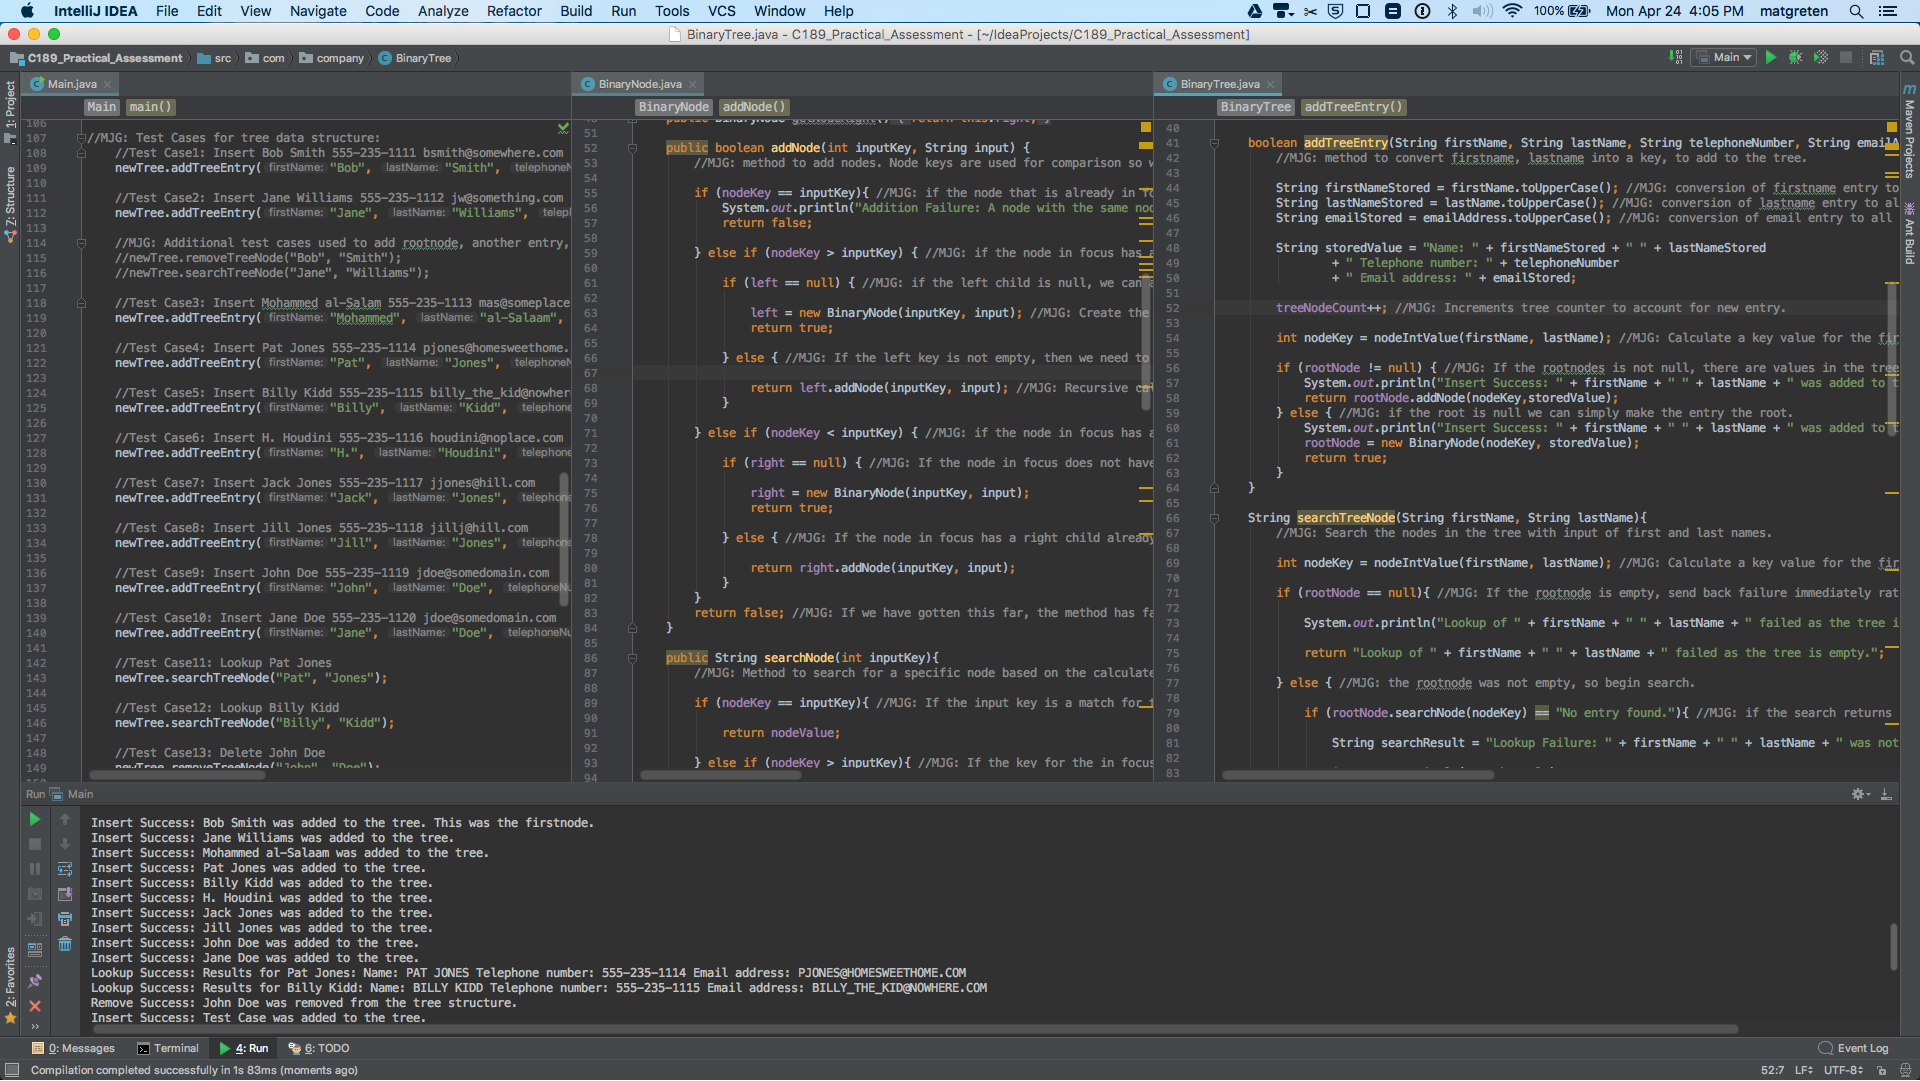 IntelliJ IDEA File Edit View Navigate Code Analyze Refactor Build Run Tools VCS Window Help 100% Mon Apr 24 4:05 PM matgreten
BinaryTree.java - C189_Practical_Assessment - [~/IdeaProjects/C189_Practical_Assessment]
C189_Practical_Assessment src com company BinaryTree Main
Main.java
Main main()
106
107 //MJG: Test Cases for tree data structure:
108 //Test Case1: Insert Bob Smith 555-235-1111 bsmith@somewhere.com
109 newTree.addTreeEntry( firstName: "Bob", lastName: "Smith", telephoneN
110
111 //Test Case2: Insert Jane Williams 555-235-1112 jw@something.com
112 newTree.addTreeEntry( firstName: "Jane", lastName: "Williams", telep
113
114 //MJG: Additional test cases used to add rootnode, another entry,
115 //newTree.removeTreeNode("Bob", "Smith");
116 //newTree.searchTreeNode("Jane", "Williams");
117
118 //Test Case3: Insert Mohammed al-Salam 555-235-1113 mas@someplace
119 newTree.addTreeEntry( firstName: "Mohammed", lastName: "al-Salaam",
120
121 //Test Case4: Insert Pat Jones 555-235-1114 pjones@homesweethome.
122 newTree.addTreeEntry( firstName: "Pat", lastName: "Jones", telephoneN
123
124 //Test Case5: Insert Billy Kidd 555-235-1115 billy_the_kid@nowher
125 newTree.addTreeEntry( firstName: "Billy", lastName: "Kidd", telephone
126
127 //Test Case6: Insert H. Houdini 555-235-1116 houdini@noplace.com
128 newTree.addTreeEntry( firstName: "H.", lastName: "Houdini", telephone
129
130 //Test Case7: Insert Jack Jones 555-235-1117 jjones@hill.com
131 newTree.addTreeEntry( firstName: "Jack", lastName: "Jones", telephone
132
133 //Test Case8: Insert Jill Jones 555-235-1118 jillj@hill.com
134 newTree.addTreeEntry( firstName: "Jill", lastName: "Jones", telephone
135
136 //Test Case9: Insert John Doe 555-235-1119 jdoe@somedomain.com
137 newTree.addTreeEntry( firstName: "John", lastName: "Doe", telephoneN
138
139 //Test Case10: Insert Jane Doe 555-235-1120 jdoe@somedomain.com
140 newTree.addTreeEntry( firstName: "Jane", lastName: "Doe", telephoneNu
141
142 //Test Case11: Lookup Pat Jones
143 newTree.searchTreeNode("Pat", "Jones");
144
145 //Test Case12: Lookup Billy Kidd
146 newTree.searchTreeNode("Billy", "Kidd");
147
148 //Test Case13: Delete John Doe
149 newTree.removeTreeNode("John", "Doe");
BinaryNode.java
BinaryNode addNode()
public BinaryNode getNodeRight() { return this.right; }
51
52 public boolean addNode(int inputKey, String input) {
53 //MJG: method to add nodes. Node keys are used for comparison so w
54
55 if (nodeKey == inputKey){ //MJG: if the node that is already in fo
56 System.out.println("Addition Failure: A node with the same nod
57 return false;
58
59 } else if (nodeKey > inputKey) { //MJG: if the node in focus has a
60
61 if (left == null) { //MJG: if the left child is null, we can a
62
63 left = new BinaryNode(inputKey, input); //MJG: Create the
64 return true;
65
66 } else { //MJG: If the left key is not empty, then we need to
67
68 return left.addNode(inputKey, input); //MJG: Recursive cal
69 }
70
71 } else if (nodeKey < inputKey) { //MJG: if the node in focus has a
72
73 if (right == null) { //MJG: If the node in focus does not have
74
75 right = new BinaryNode(inputKey, input);
76 return true;
77
78 } else { //MJG: If the node in focus has a right child already
79
80 return right.addNode(inputKey, input);
81 }
82 }
83 return false; //MJG: If we have gotten this far, the method has fa
84 }
85
86 public String searchNode(int inputKey){
87 //MJG: Method to search for a specific node based on the calculate
88
89 if (nodeKey == inputKey){ //MJG: If the input key is a match for t
90
91 return nodeValue;
92
93 } else if (nodeKey > inputKey){ //MJG: If the key for the in focus
94
BinaryTree.java
BinaryTree addTreeEntry()
40
41 boolean addTreeEntry(String firstName, String lastName, String telephoneNumber, String emailA
42 //MJG: method to convert firstname, lastname into a key, to add to the tree.
43
44 String firstNameStored = firstName.toUpperCase(); //MJG: conversion of firstname entry to
45 String lastNameStored = lastName.toUpperCase(); //MJG: conversion of lastname entry to al
46 String emailStored = emailAddress.toUpperCase(); //MJG: conversion of email entry to all
47
48 String storedValue = "Name: " + firstNameStored + " " + lastNameStored
49 + " Telephone number: " + telephoneNumber
50 + " Email address: " + emailStored;
51
52 treeNodeCount++; //MJG: Increments tree counter to account for new entry.
53
54 int nodeKey = nodeIntValue(firstName, lastName); //MJG: Calculate a key value for the fir
55
56 if (rootNode != null) { //MJG: If the rootnodes is not null, there are values in the tree
57 System.out.println("Insert Success: " + firstName + " " + lastName + " was added to t
58 return rootNode.addNode(nodeKey,storedValue);
59 } else { //MJG: if the root is null we can simply make the entry the root.
60 System.out.println("Insert Success: " + firstName + " " + lastName + " was added to t
61 rootNode = new BinaryNode(nodeKey, storedValue);
62 return true;
63 }
64 }
65
66 String searchTreeNode(String firstName, String lastName){
67 //MJG: Search the nodes in the tree with input of first and last names.
68
69 int nodeKey = nodeIntValue(firstName, lastName); //MJG: Calculate a key value for the fir
70
71 if (rootNode == null){ //MJG: If the rootnode is empty, send back failure immediately rat
72
73 System.out.println("Lookup of " + firstName + " " + lastName + " failed as the tree i
74
75 return "Lookup of " + firstName + " " + lastName + " failed as the tree is empty.";
76
77 } else { //MJG: the rootnode was not empty, so begin search.
78
79 if (rootNode.searchNode(nodeKey) == "No entry found."){ //MJG: if the search returns
80
81 String searchResult = "Lookup Failure: " + firstName + " " + lastName + " was not
82
83
1: Project
7: Structure
2: Favorites
Maven Projects
Ant Build
Run Main
Insert Success: Bob Smith was added to the tree. This was the firstnode.
Insert Success: Jane Williams was added to the tree.
Insert Success: Mohammed al-Salaam was added to the tree.
Insert Success: Pat Jones was added to the tree.
Insert Success: Billy Kidd was added to the tree.
Insert Success: H. Houdini was added to the tree.
Insert Success: Jack Jones was added to the tree.
Insert Success: Jill Jones was added to the tree.
Insert Success: John Doe was added to the tree.
Insert Success: Jane Doe was added to the tree.
Lookup Success: Results for Pat Jones: Name: PAT JONES Telephone number: 555-235-1114 Email address: PJONES@HOMESWEETHOME.COM
Lookup Success: Results for Billy Kidd: Name: BILLY KIDD Telephone number: 555-235-1115 Email address: BILLY_THE_KID@NOWHERE.COM
Remove Success: John Doe was removed from the tree structure.
Insert Success: Test Case was added to the tree.
0: Messages Terminal 4: Run 6: TODO Event Log
Compilation completed successfully in 1s 83ms (moments ago) 52:7 LF UTF-8